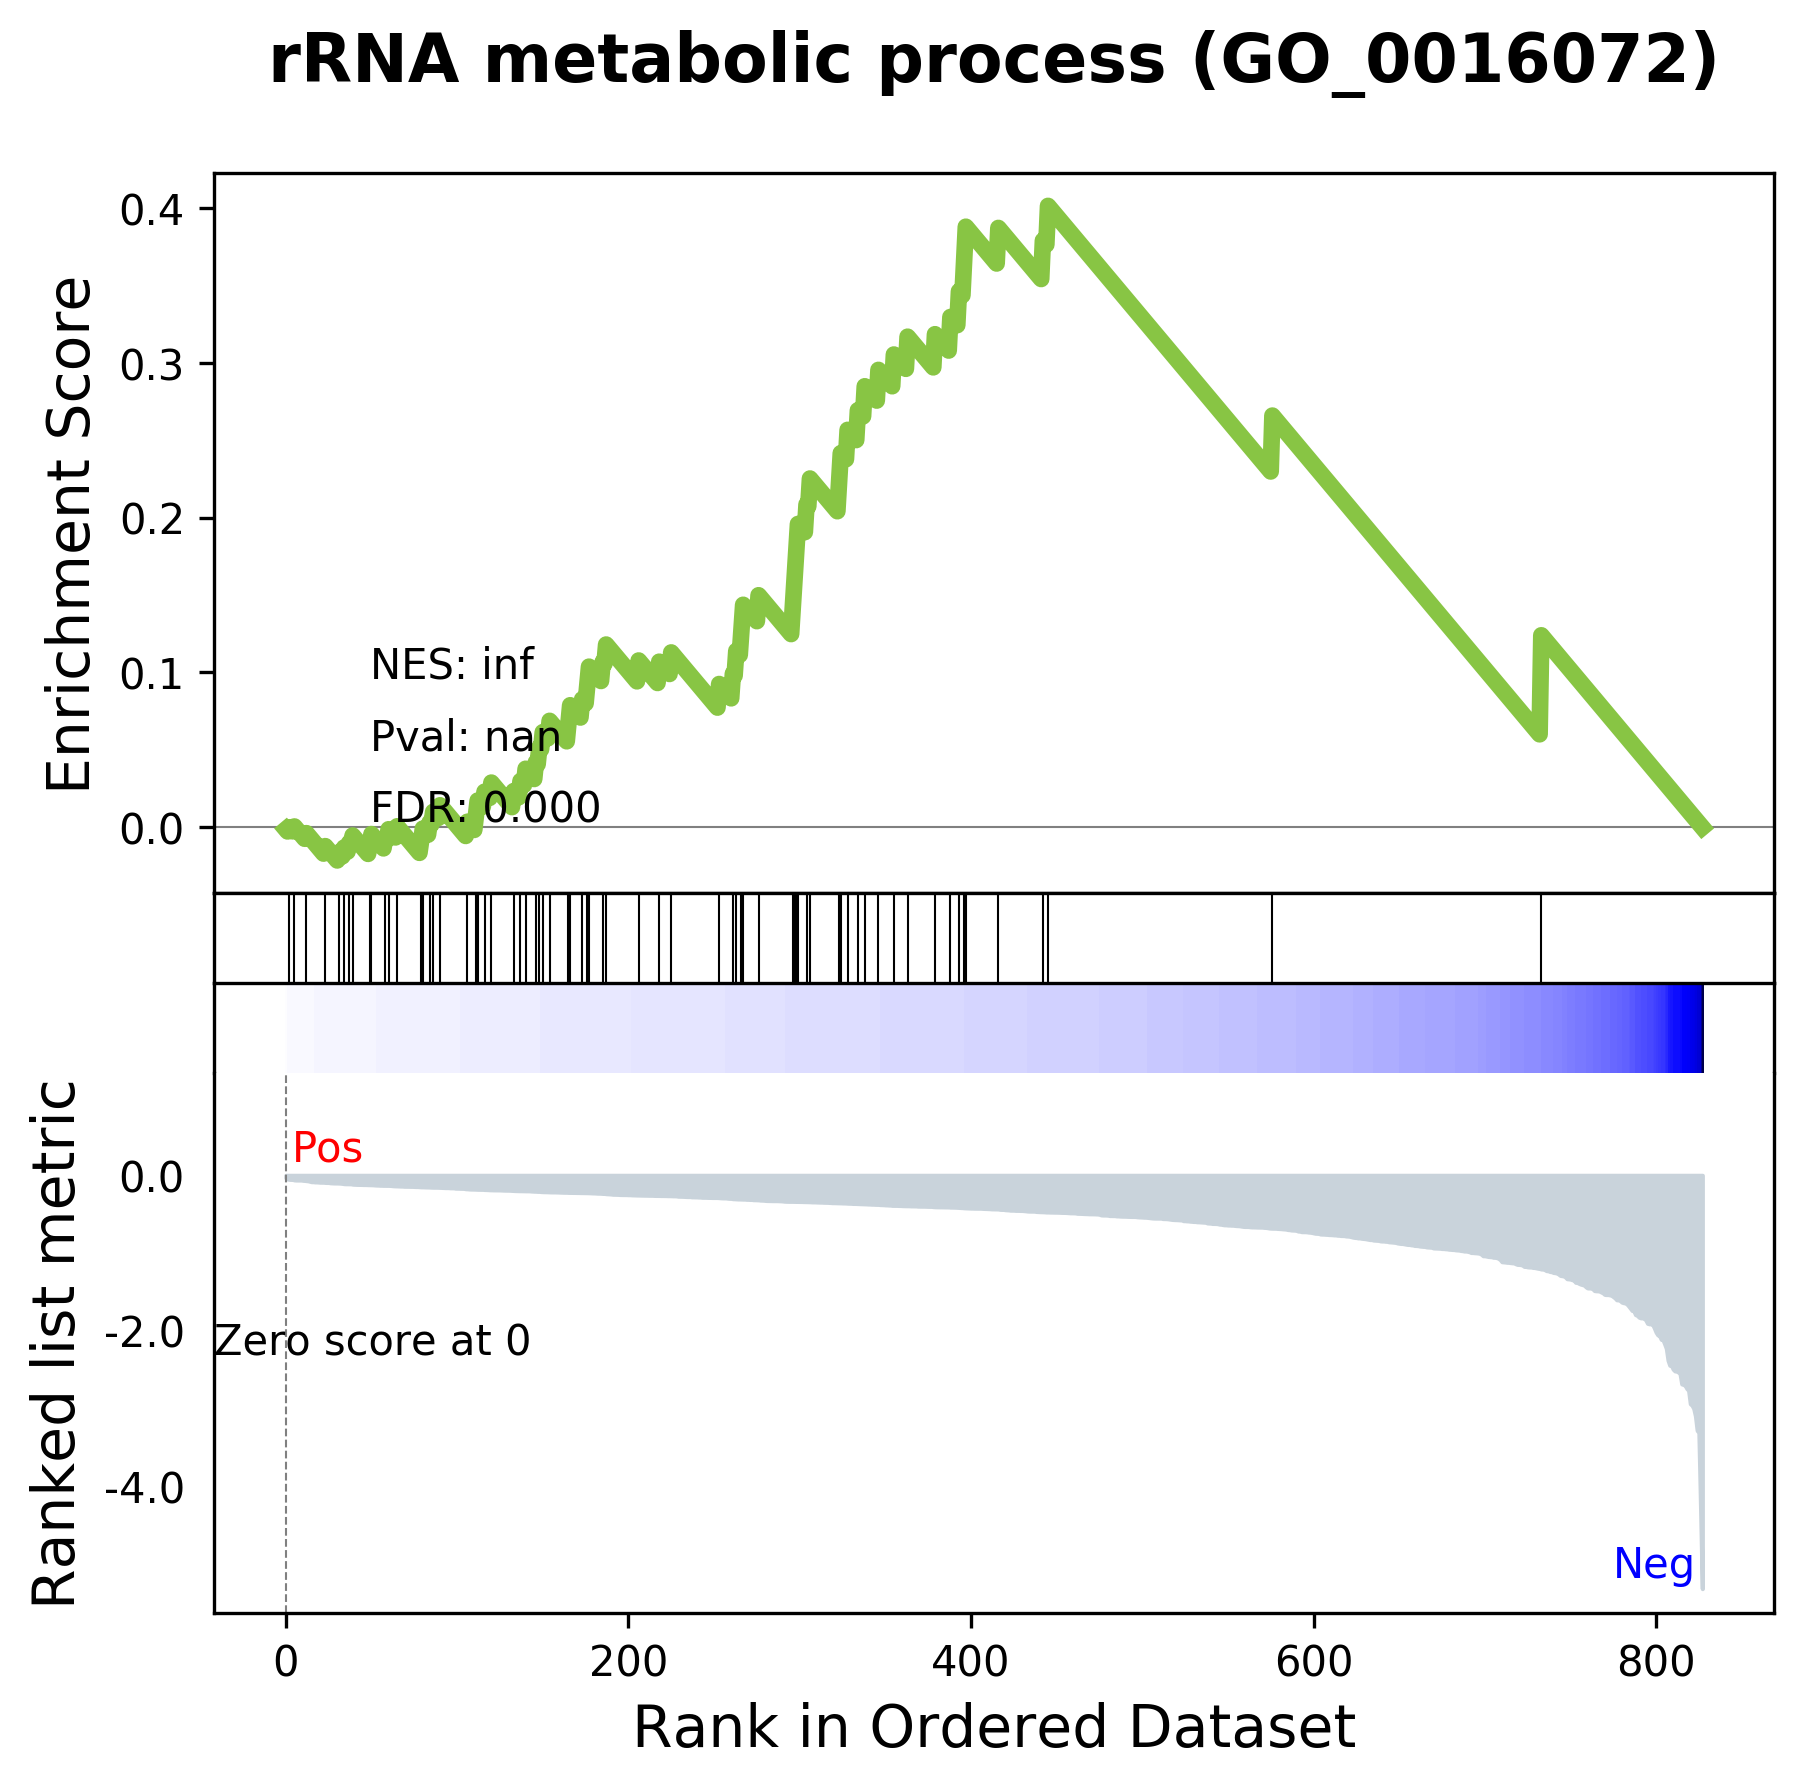 rRNA metabolic process (GO_0016072)
Enrichment Score
0.4
0.3
0.2
0.1
0.0
NES: inf
Pval: nan
FDR: 0.000
Ranked list metric
0.0
-2.0
-4.0
Pos
Zero score at 0
Neg
0 200 400 600 800
Rank in Ordered Dataset